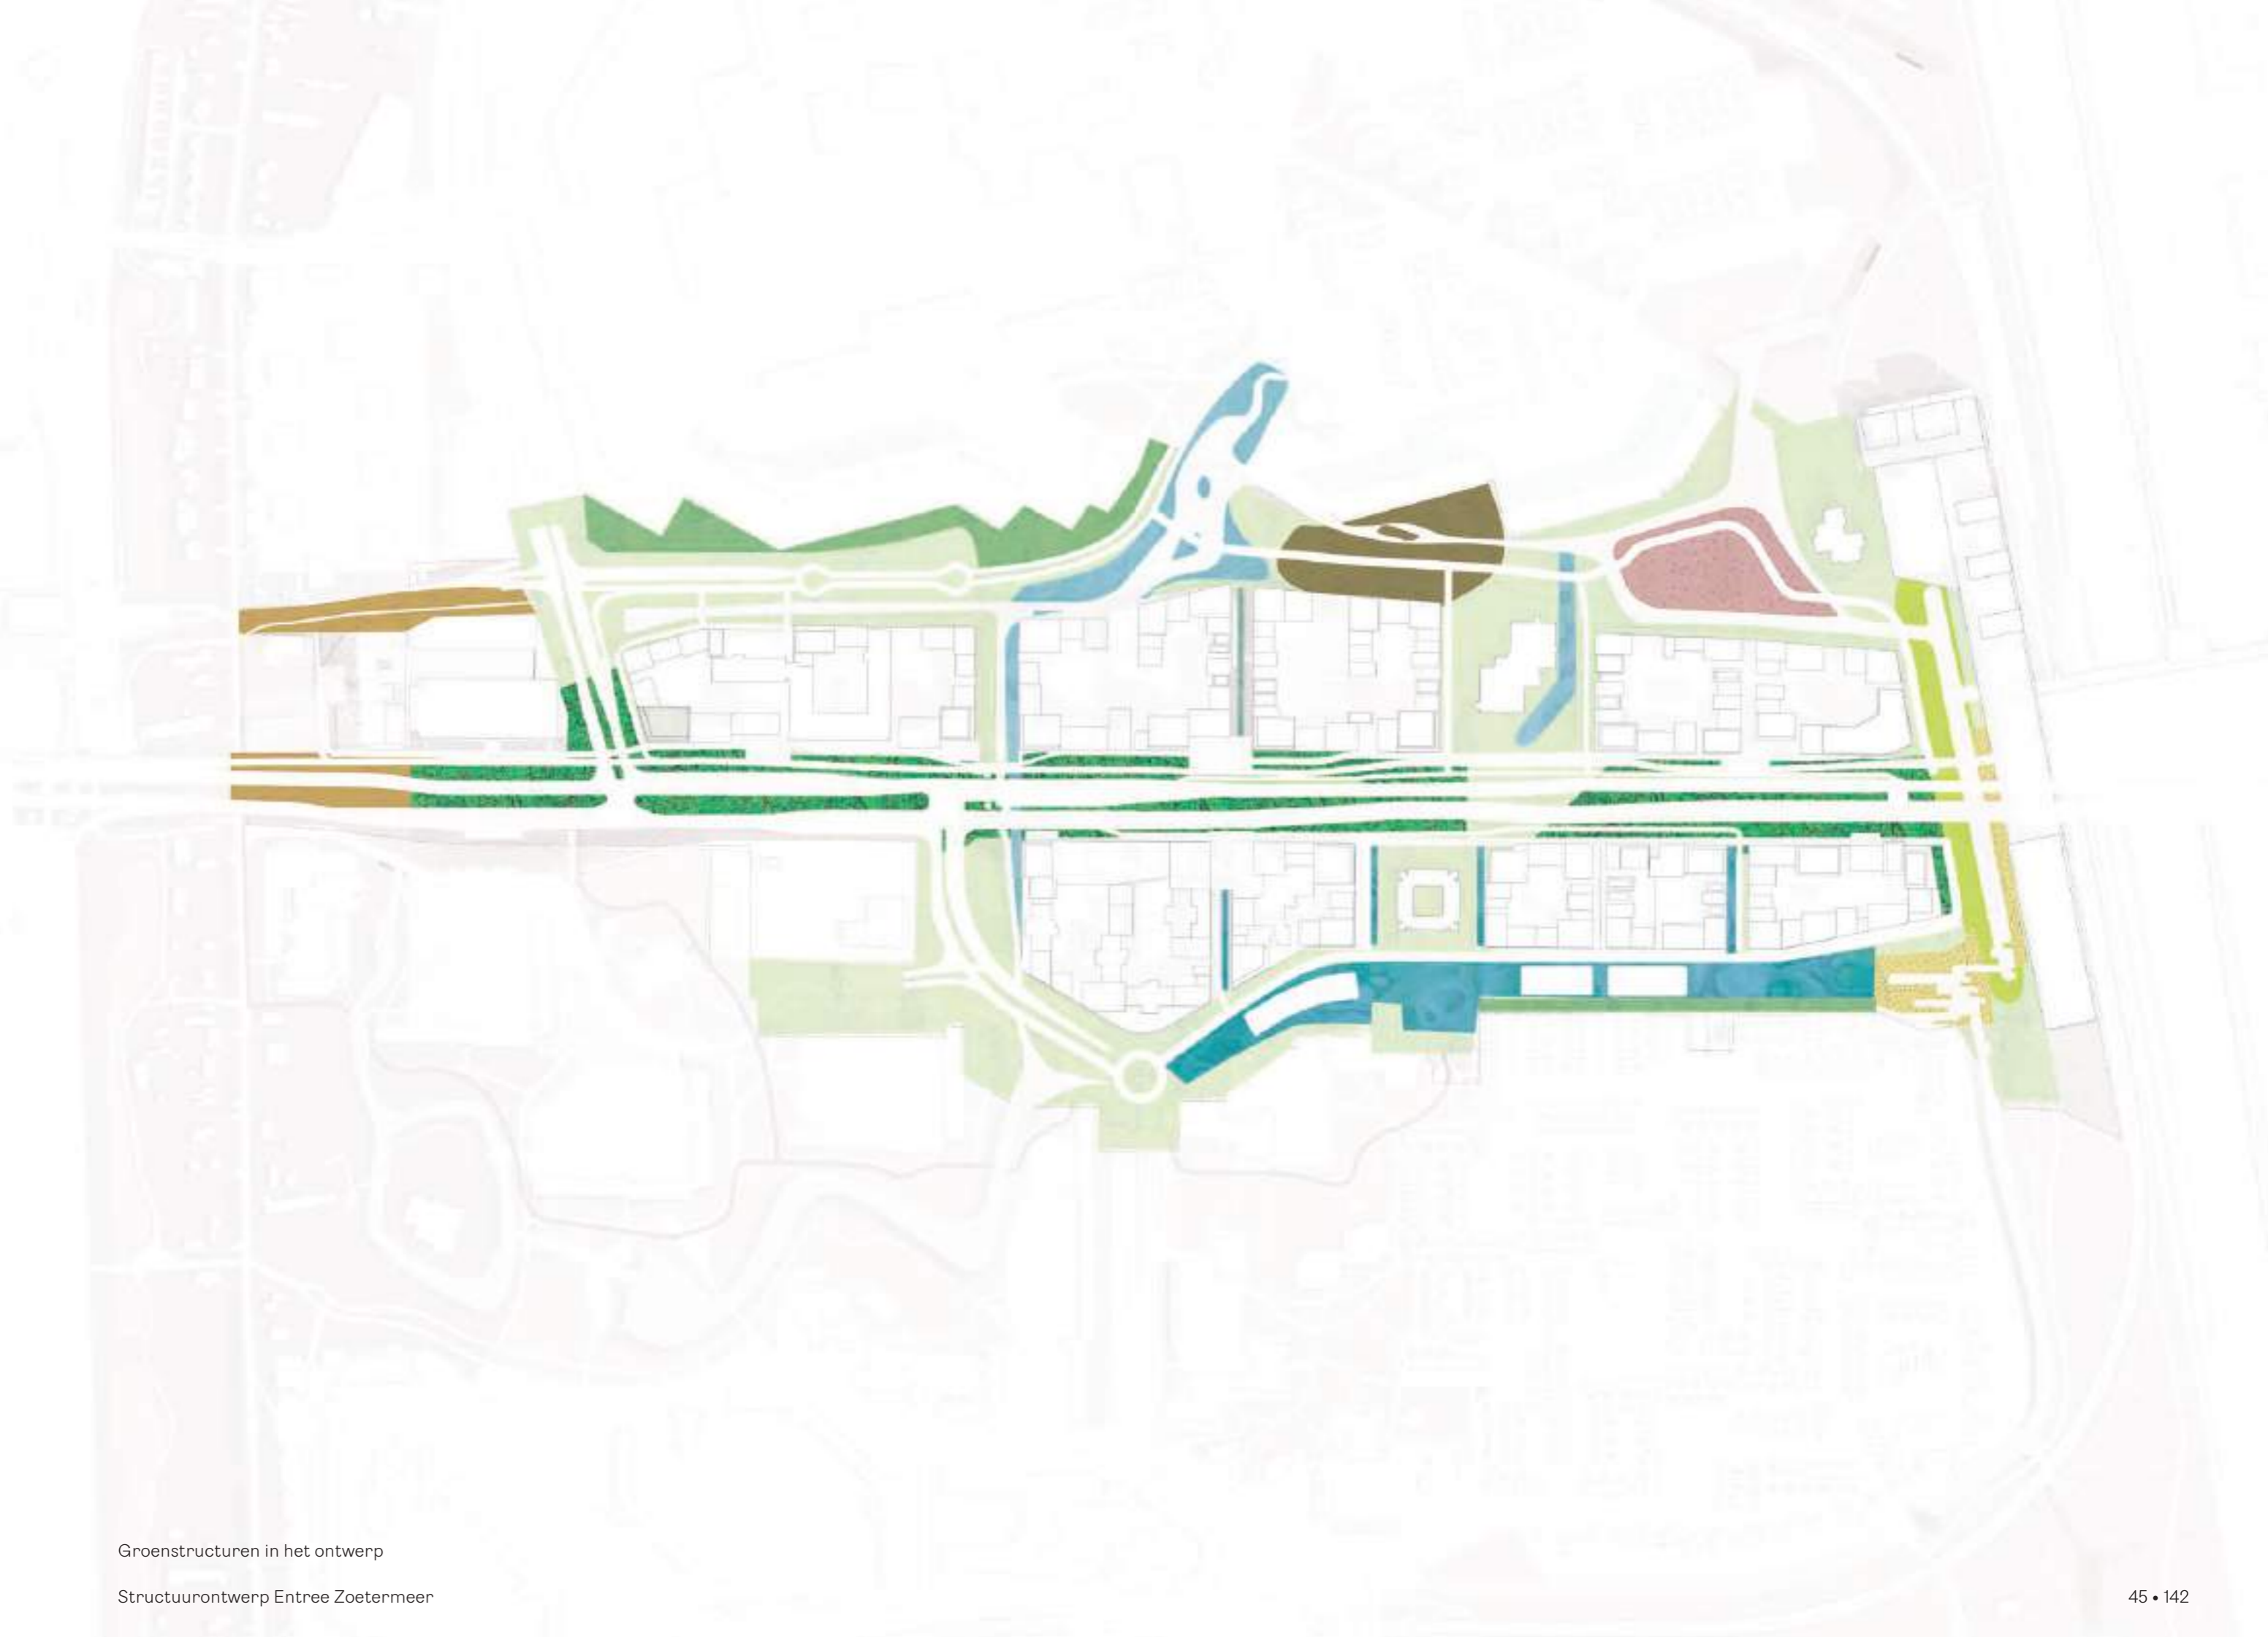 Groenstructuren in het ontwerp
Structuurontwerp Entree Zoetermeer
45 • 142